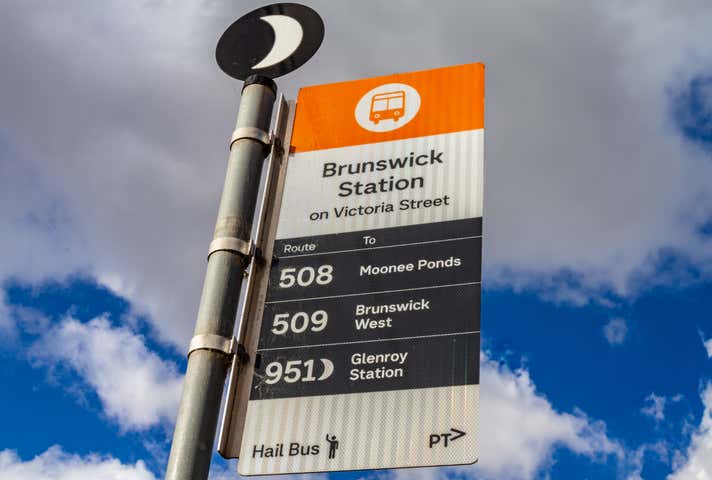 Brunswick
Station
on Victoria Street
Route To
508 Moonee Ponds
509 Brunswick
West
951 Glenroy
Station
Hail Bus PT>